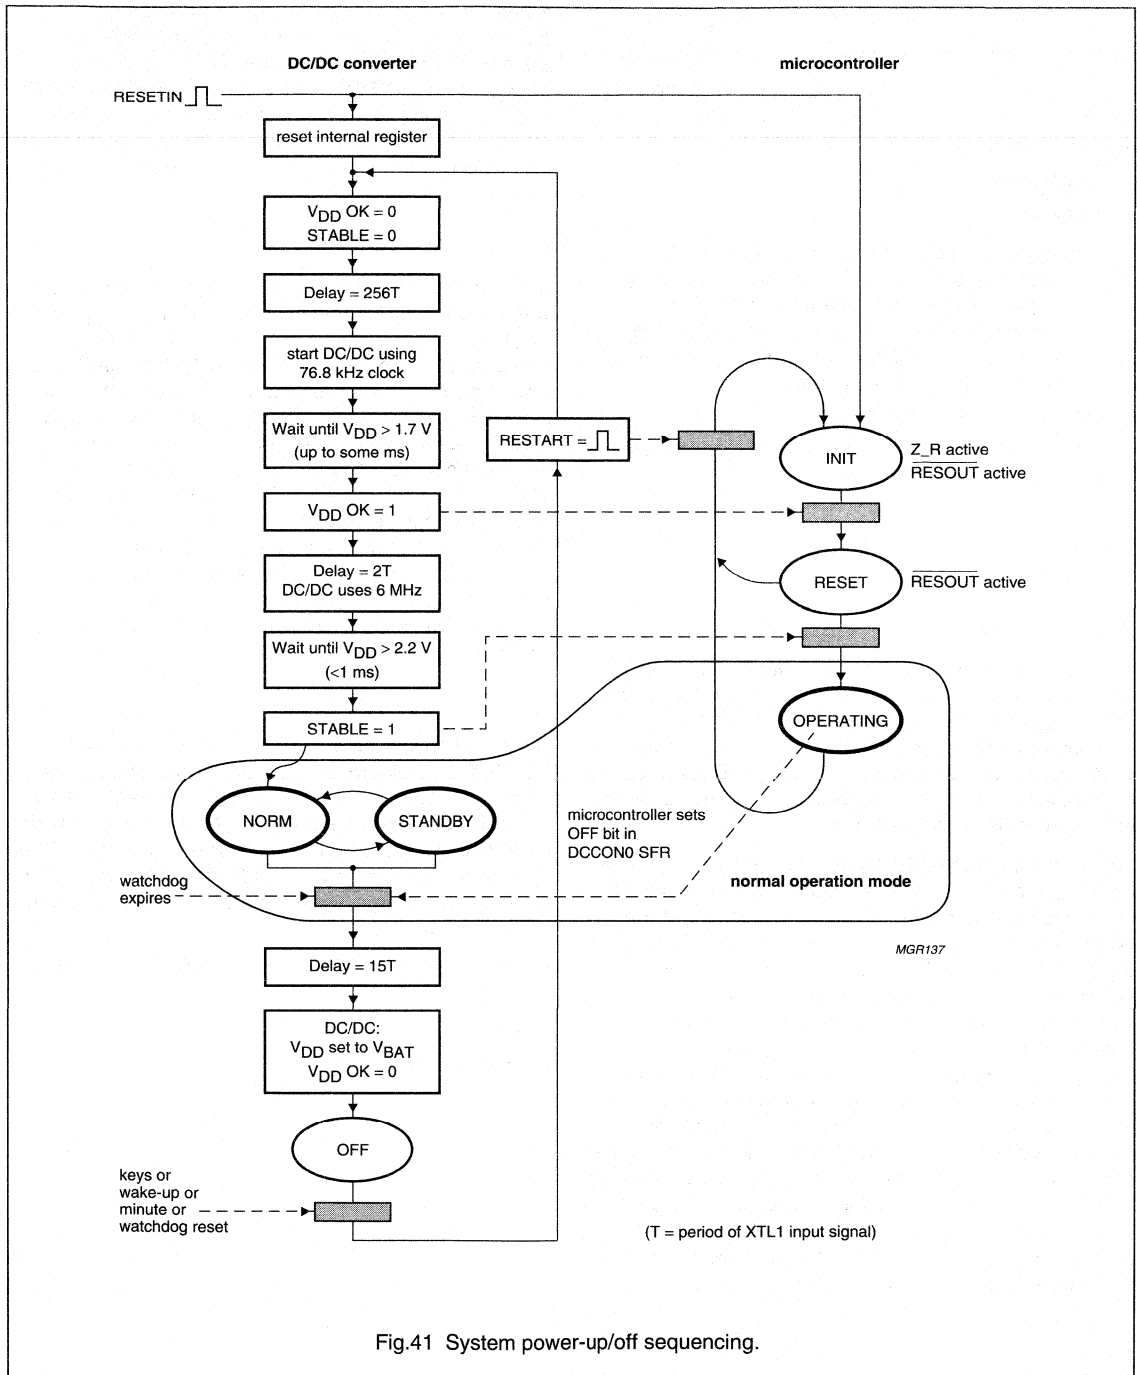 DC/DC converter
microcontroller
RESETIN
reset internal register
VDD OK = 0
STABLE = 0
Delay = 256T
start DC/DC using
76.8 kHz clock
Wait until VDD > 1.7 V
(up to some ms)
RESTART =
INIT
Z_R active
RESOUT active
VDD OK = 1
Delay = 2T
DC/DC uses 6 MHz
RESET
RESOUT active
Wait until VDD > 2.2 V
(<1 ms)
STABLE = 1
OPERATING
NORM
STANDBY
microcontroller sets
OFF bit in
DCCON0 SFR
normal operation mode
watchdog
expires
MGR137
Delay = 15T
DC/DC:
VDD set to VBAT
VDD OK = 0
OFF
keys or
wake-up or
minute or
watchdog reset
(T = period of XTL1 input signal)
Fig.41 System power-up/off sequencing.